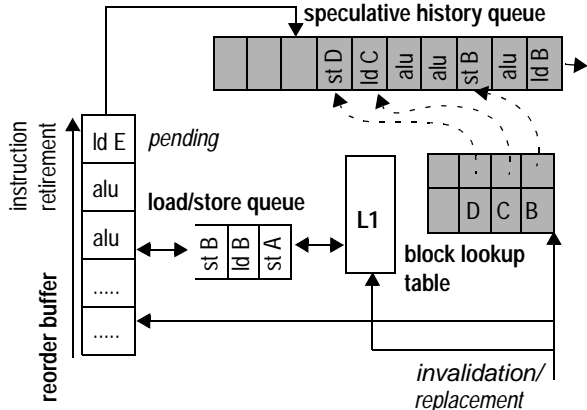 speculative history queue
st D
ld C
alu
alu
st B
alu
ld B
ld E
pending
instruction
retirement
alu
load/store queue
L1
D
C
B
alu
st B
ld B
st A
block lookup
table
reorder buffer
.....
.....
invalidation/
replacement